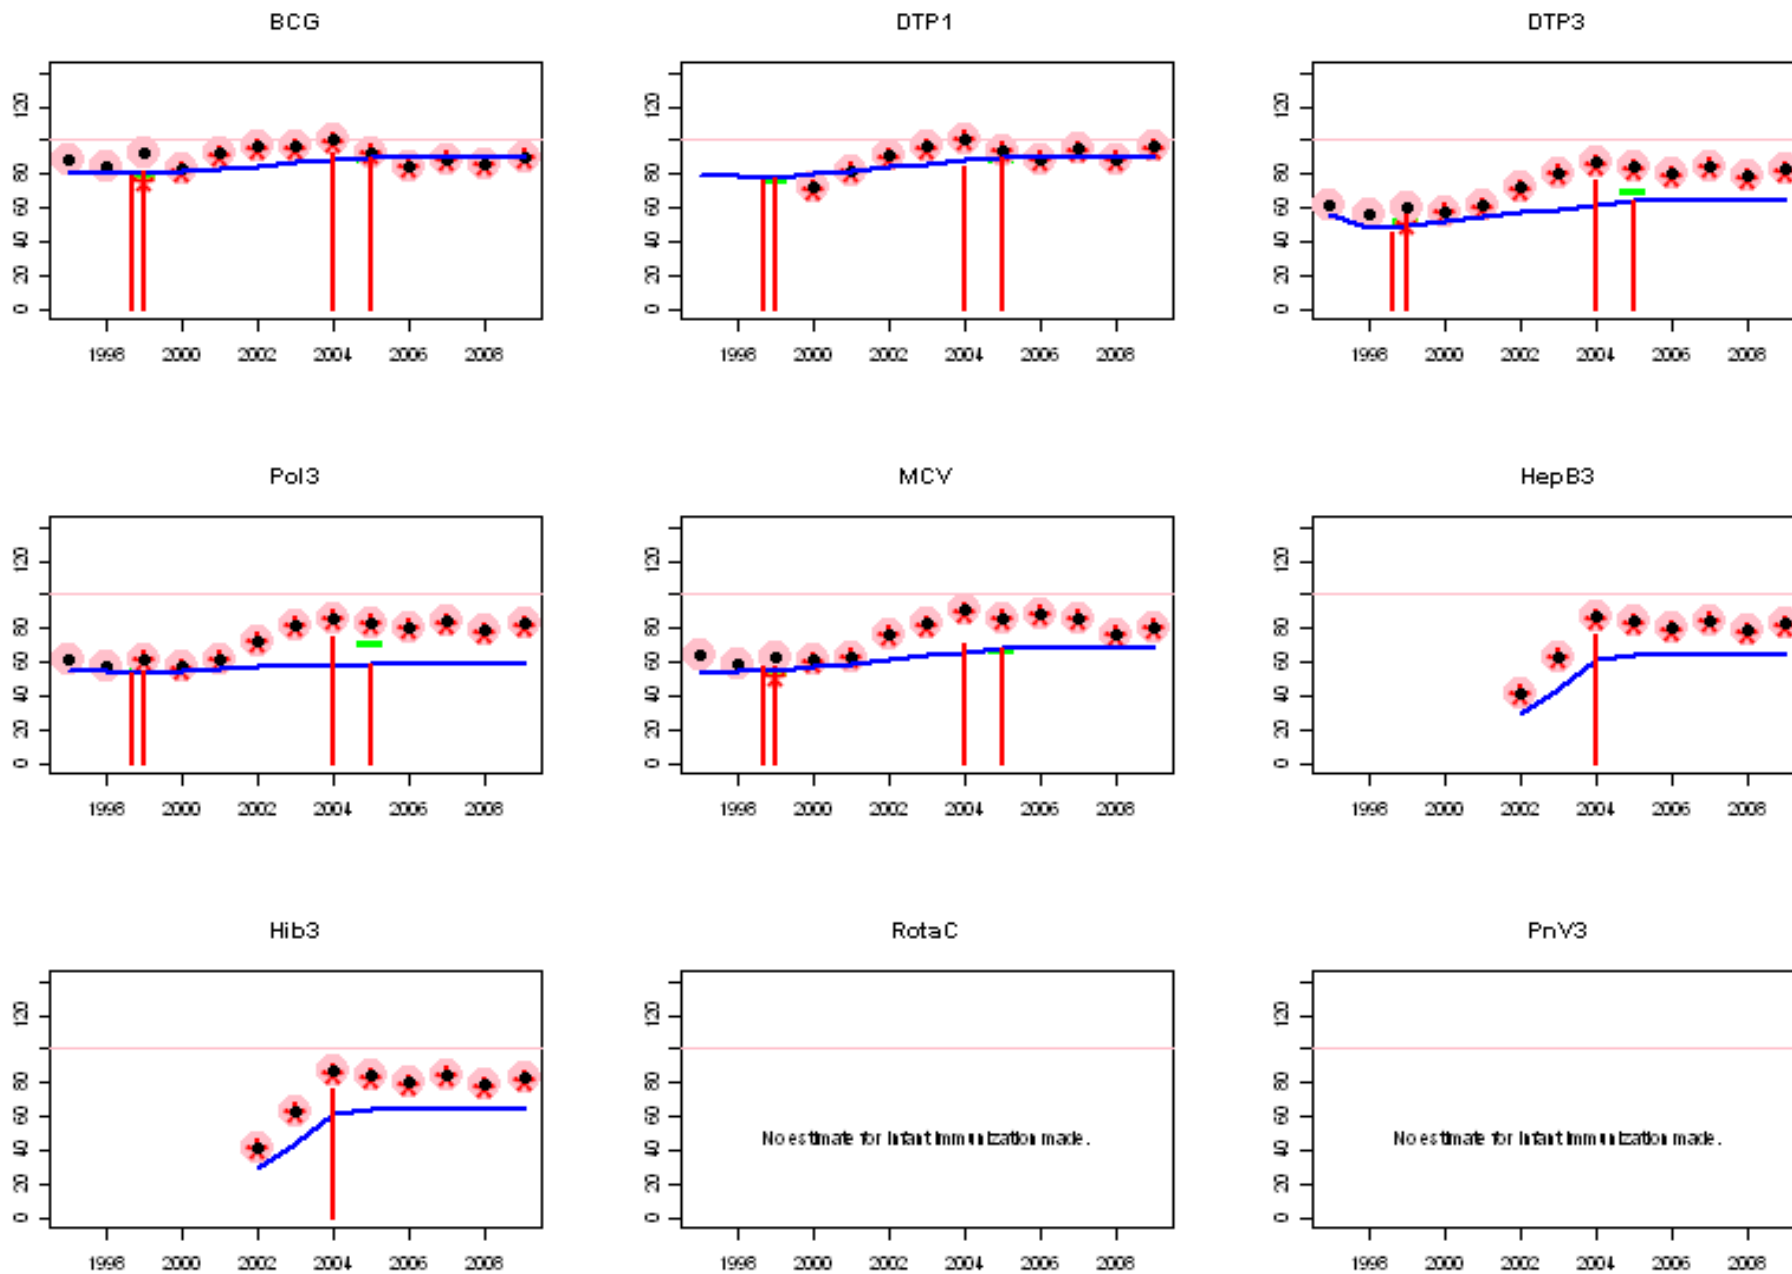 BCG DTP1 DTP3
120 120 120
80 80 80
60 60 60
40 40 40
20 20 20
0 0 0
1998 2000 2002 2004 2006 2008 1998 2000 2002 2004 2006 2008 1998 2000 2002 2004 2006 2008
Pol3 MCV HepB3
120 120 120
80 80 80
60 60 60
40 40 40
20 20 20
0 0 0
1998 2000 2002 2004 2006 2008 1998 2000 2002 2004 2006 2008 1998 2000 2002 2004 2006 2008
Hib3 RotaC PnV3
120 120 120
80 80 80
60 60 60
No estimate for infant immunization made. No estimate for infant immunization made.
40 40 40
20 20 20
0 0 0
1998 2000 2002 2004 2006 2008 1998 2000 2002 2004 2006 2008 1998 2000 2002 2004 2006 2008